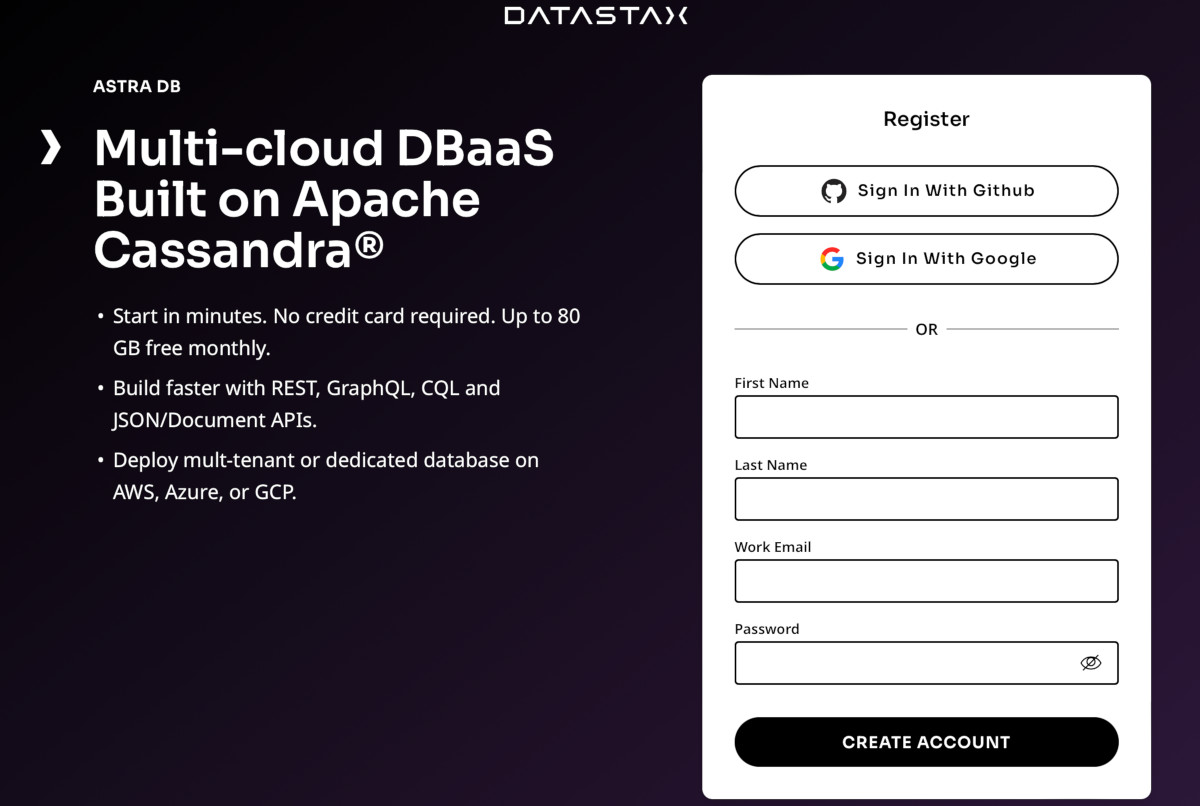 DATASTAX
ASTRA DB
Multi-cloud DBaaS
Built on Apache
Cassandra®
• Start in minutes. No credit card required. Up to 80
GB free monthly.
• Build faster with REST, GraphQL, CQL and
JSON/Document APIs.
• Deploy mult-tenant or dedicated database on
AWS, Azure, or GCP.
Register
Sign In With Github
Sign In With Google
OR
First Name
Last Name
Work Email
Password
CREATE ACCOUNT